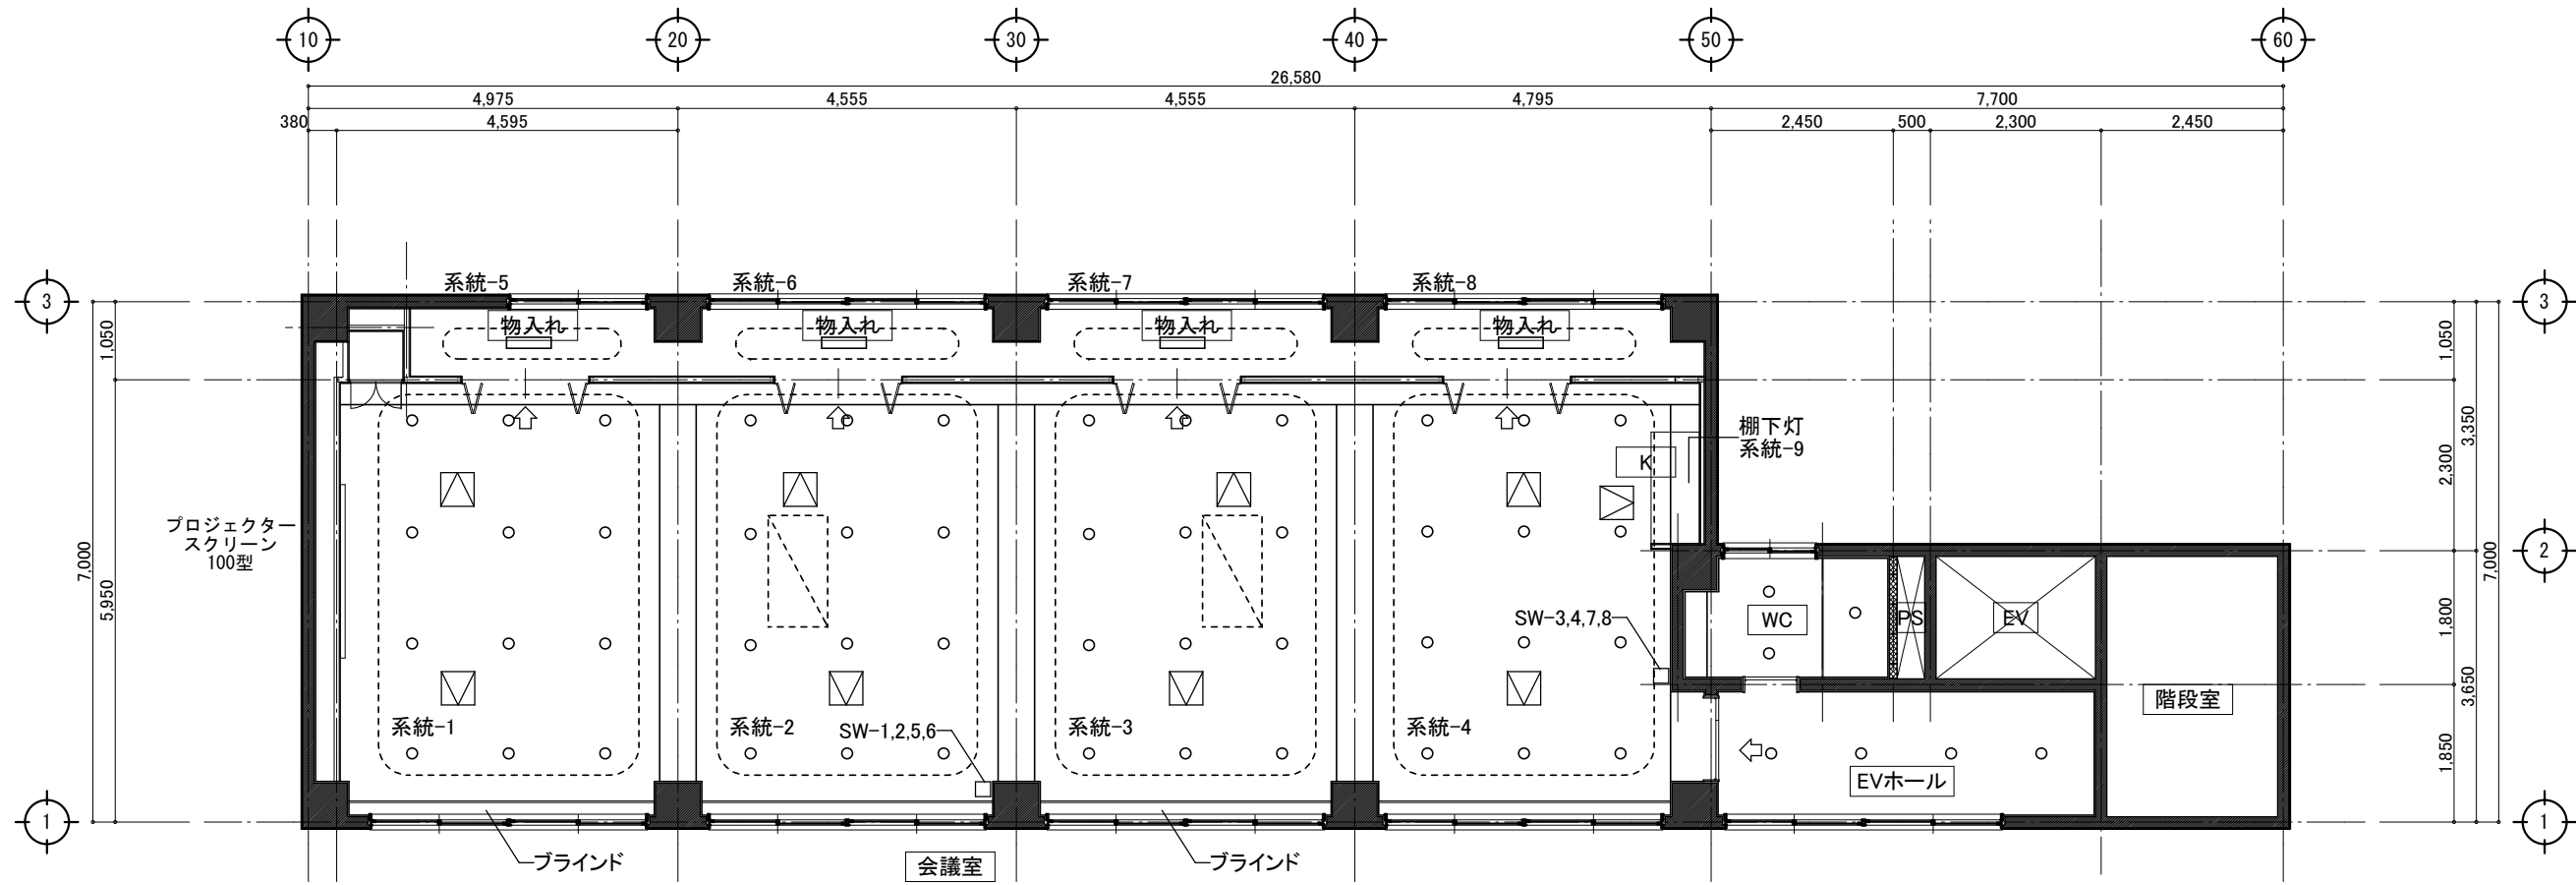 10
20
30
40
50
60
26,580
4,975
4,555
4,555
4,795
7,700
380
4,595
2,450
500
2,300
2,450
系統-5
系統-6
系統-7
系統-8
3
3
物入れ
物入れ
物入れ
物入れ
1,050
1,050
3,350
棚下灯
系統-9
K
2,300
プロジェクター
スクリーン
100型
7,000
5,950
2
7,000
SW-3,4,7,8
WC
PS
EV
1,800
3,650
階段室
系統-1
系統-2
SW-1,2,5,6
系統-3
系統-4
1,850
EVホール
1
1
ブラインド
会議室
ブラインド